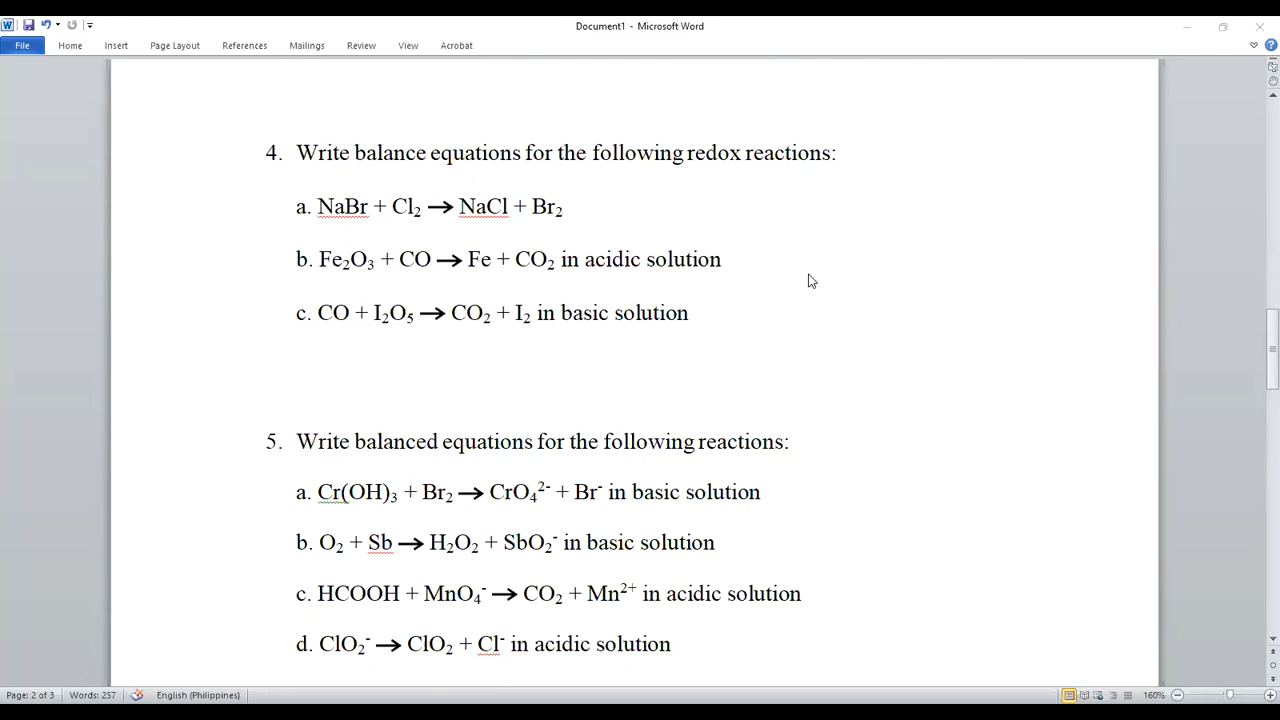 Document1 - Microsoft Word
File Home Insert Page Layout References Mailings Review View Acrobat
4. Write balance equations for the following redox reactions:
a. NaBr + Cl₂ → NaCl + Br₂
b. Fe₂O₃ + CO → Fe + CO₂ in acidic solution
c. CO + I₂O₅ → CO₂ + I₂ in basic solution
5. Write balanced equations for the following reactions:
a. Cr(OH)₃ + Br₂ → CrO₄²⁻ + Br⁻ in basic solution
b. O₂ + Sb → H₂O₂ + SbO₂⁻ in basic solution
c. HCOOH + MnO₄⁻ → CO₂ + Mn²⁺ in acidic solution
d. ClO₂⁻ → ClO₂ + Cl⁻ in acidic solution
Page: 2 of 3 Words: 257 English (Philippines) 160%